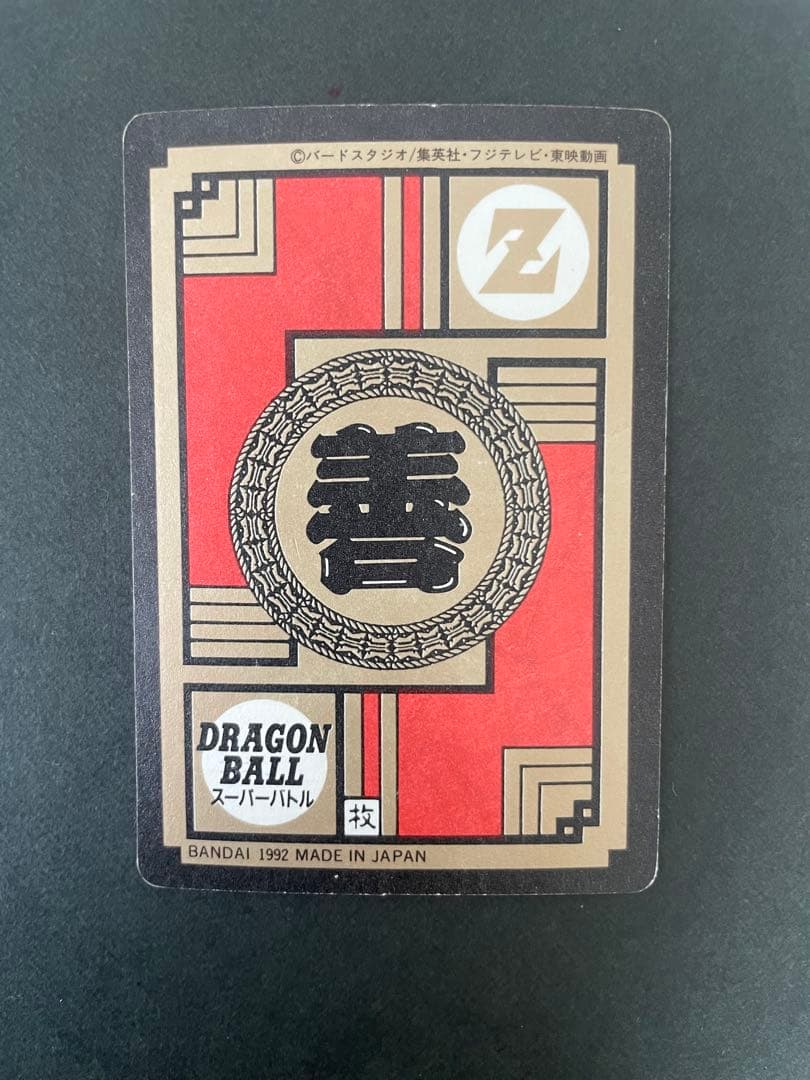 ©バードスタジオ/集英社・フジテレビ・東映動画
Z
善
DRAGON
BALL
スーパーバトル
枚
BANDAI 1992 MADE IN JAPAN